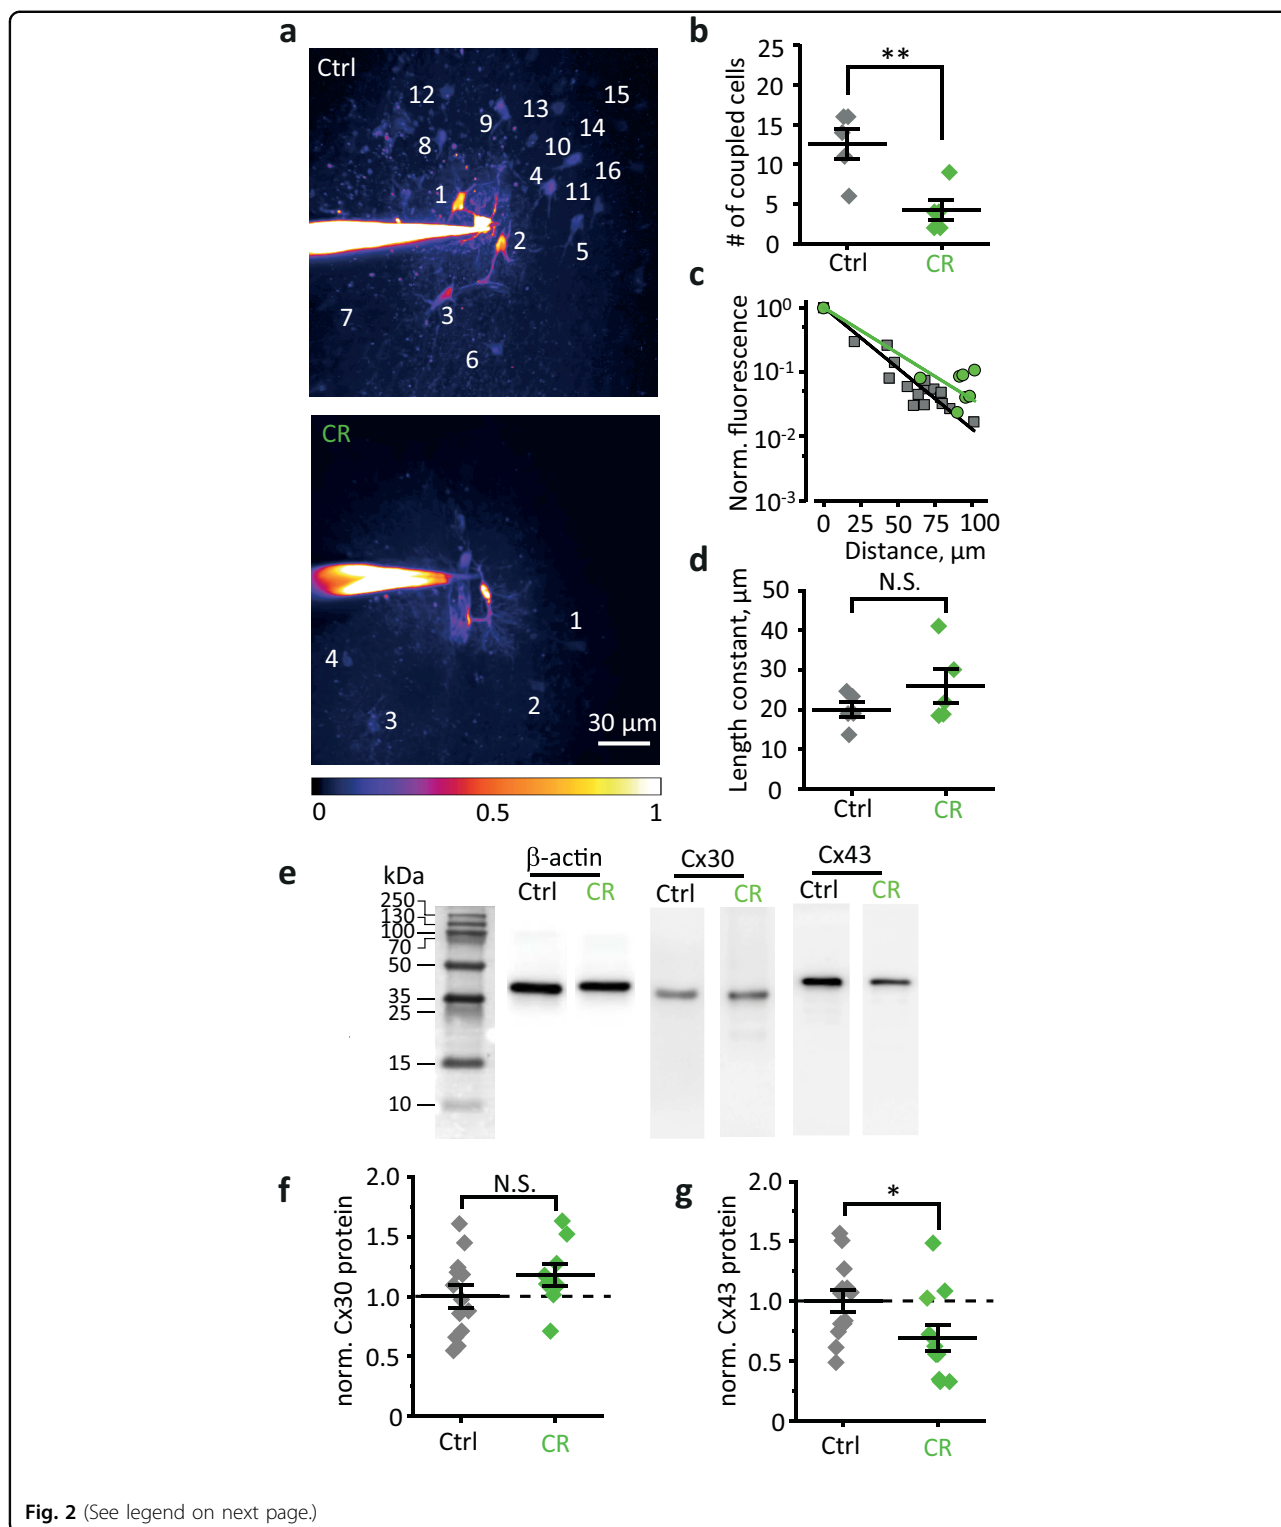 a
Ctrl
12
13
15
9
14
8
10
16
4
1
11
2
5
7
3
6
CR
1
4
2
3
30 μm
0
0.5
1
b
25
20
15
10
5
0
# of coupled cells
**
Ctrl
CR
c
10⁰
10⁻¹
10⁻²
10⁻³
Norm. fluorescence
0
25
50
75
100
Distance, μm
d
50
40
30
20
10
0
Length constant, μm
N.S.
Ctrl
CR
e
kDa
250
130
100
70
50
35
25
15
10
β-actin
Cx30
Cx43
Ctrl
CR
Ctrl
CR
Ctrl
CR
f
2.0
1.5
1.0
0.5
0
norm. Cx30 protein
N.S.
Ctrl
CR
g
2.0
1.5
1.0
0.5
0
norm. Cx43 protein
*
Ctrl
CR
Fig. 2 (See legend on next page.)